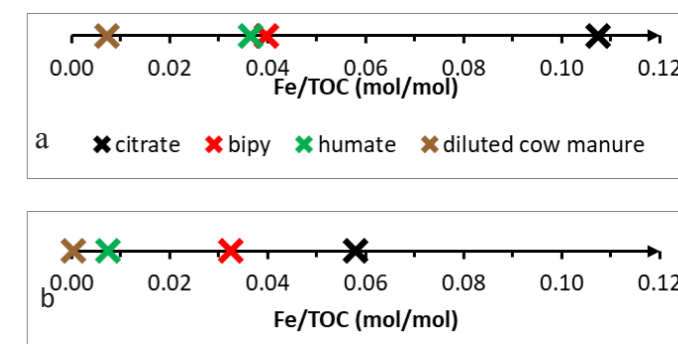 0.00 0.02 0.04 0.06 0.08 0.10 0.12
Fe/TOC (mol/mol)
a citrate bipy humate diluted cow manure
0.00 0.02 0.04 0.06 0.08 0.10 0.12
b
Fe/TOC (mol/mol)